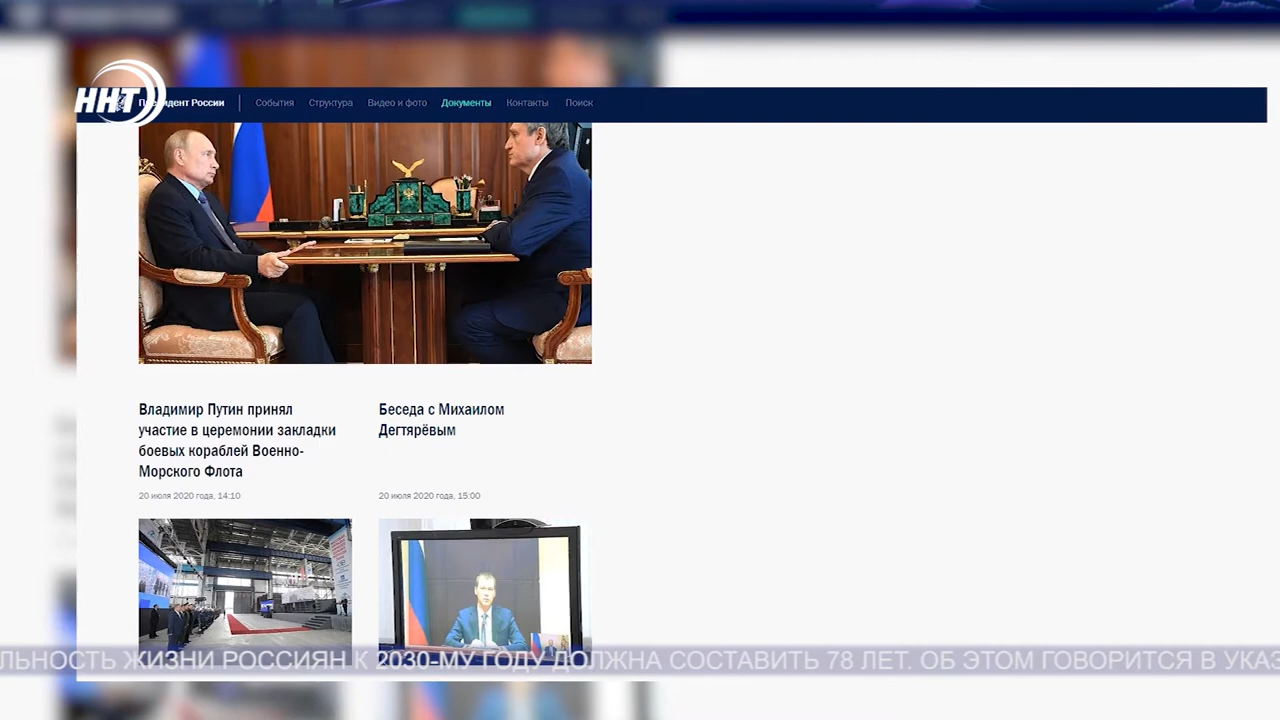 ННТ
Президент России
События Структура Видео и фото Документы Контакты Поиск
Владимир Путин принял
участие в церемонии закладки
боевых кораблей Военно-
Морского Флота
20 июля 2020 года, 14:10
Беседа с Михаилом
Дегтярёвым
20 июля 2020 года, 15:00
ЛЬНОСТЬ ЖИЗНИ РОССИЯН К 2030-МУ ГОДУ ДОЛЖНА СОСТАВИТЬ 78 ЛЕТ. ОБ ЭТОМ ГОВОРИТСЯ В УКАЗ